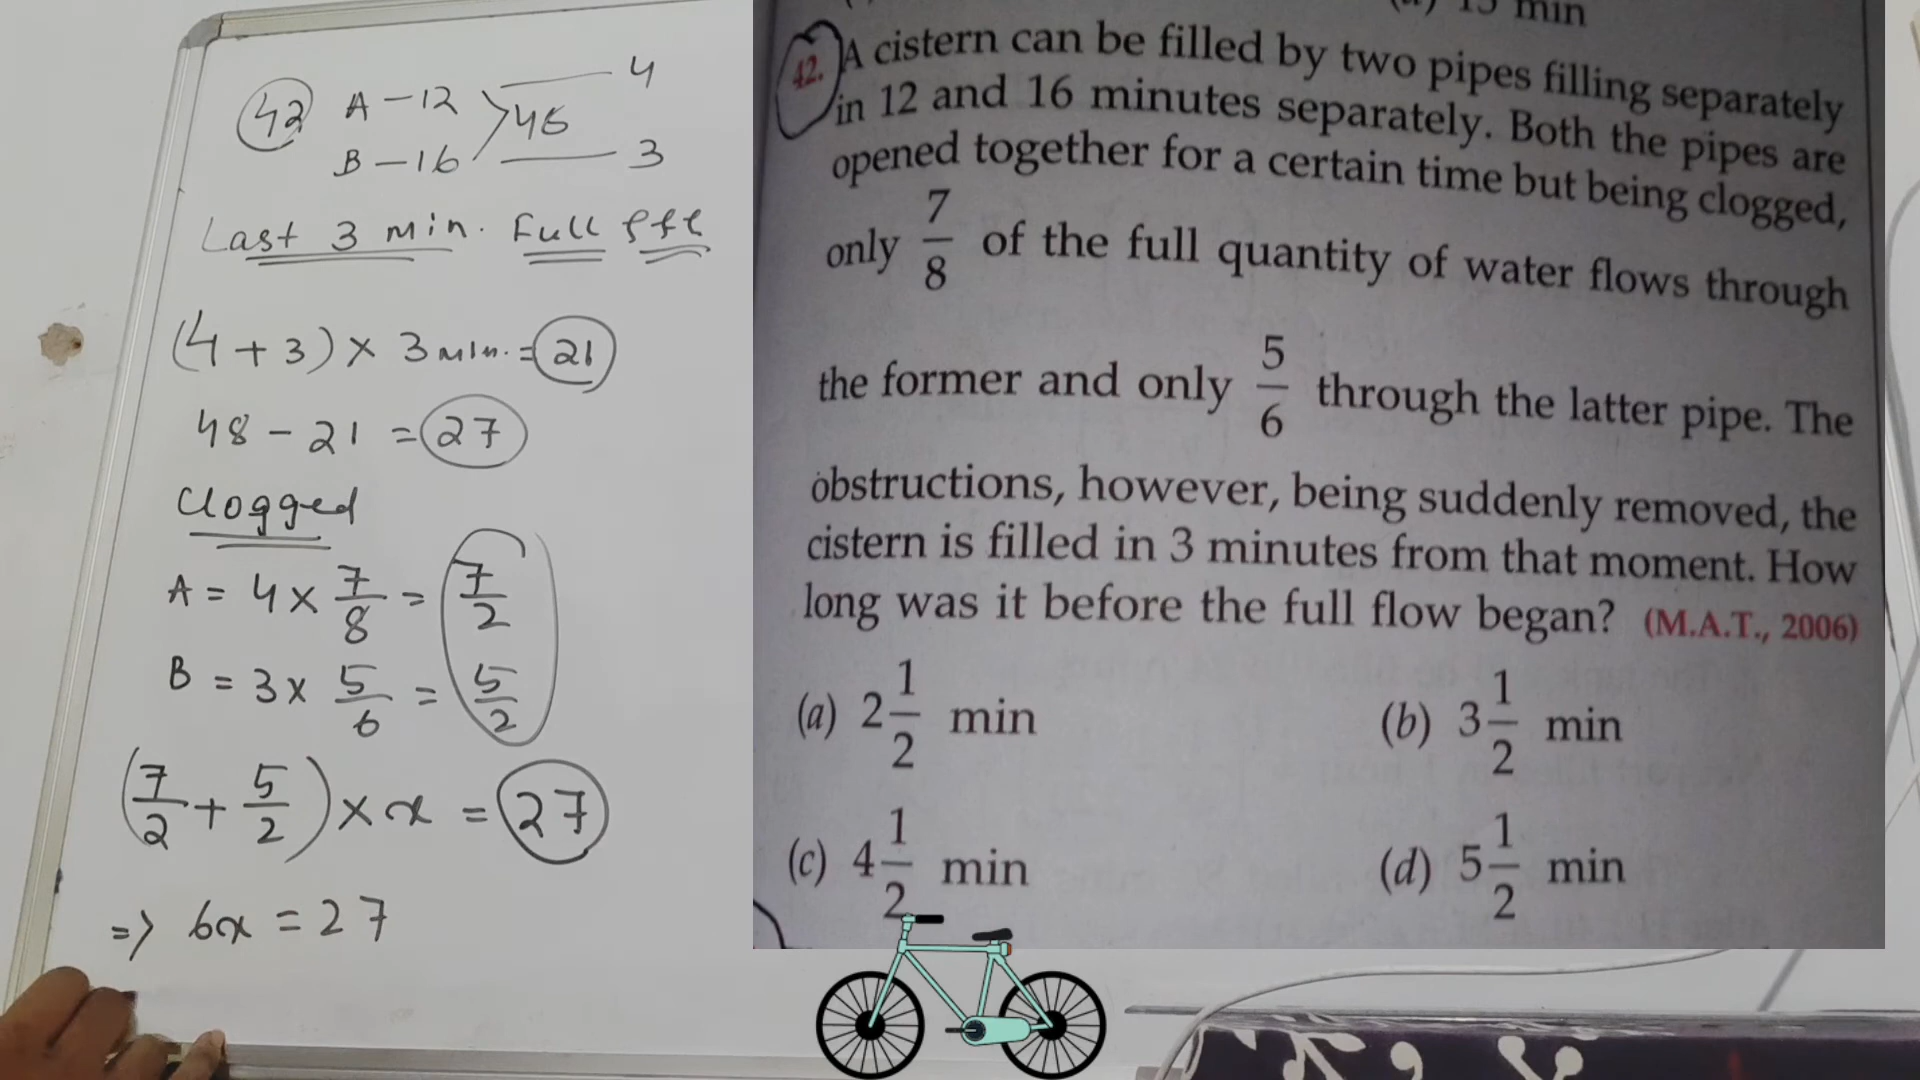 42 A - 12 > 48 4
B - 16 3
Last 3 min. Full eff
(4 + 3) × 3 min. = 21
48 - 21 = 27
Clogged
A = 4 × 7/8 = 7/2
B = 3 × 5/6 = 5/2
(7/2 + 5/2) × x = 27
=> 6x = 27
15 min
42. A cistern can be filled by two pipes filling separately
in 12 and 16 minutes separately. Both the pipes are
opened together for a certain time but being clogged,
only 7/8 of the full quantity of water flows through
the former and only 5/6 through the latter pipe. The
obstructions, however, being suddenly removed, the
cistern is filled in 3 minutes from that moment. How
long was it before the full flow began? (M.A.T., 2006)
(a) 2 1/2 min (b) 3 1/2 min
(c) 4 1/2 min (d) 5 1/2 min